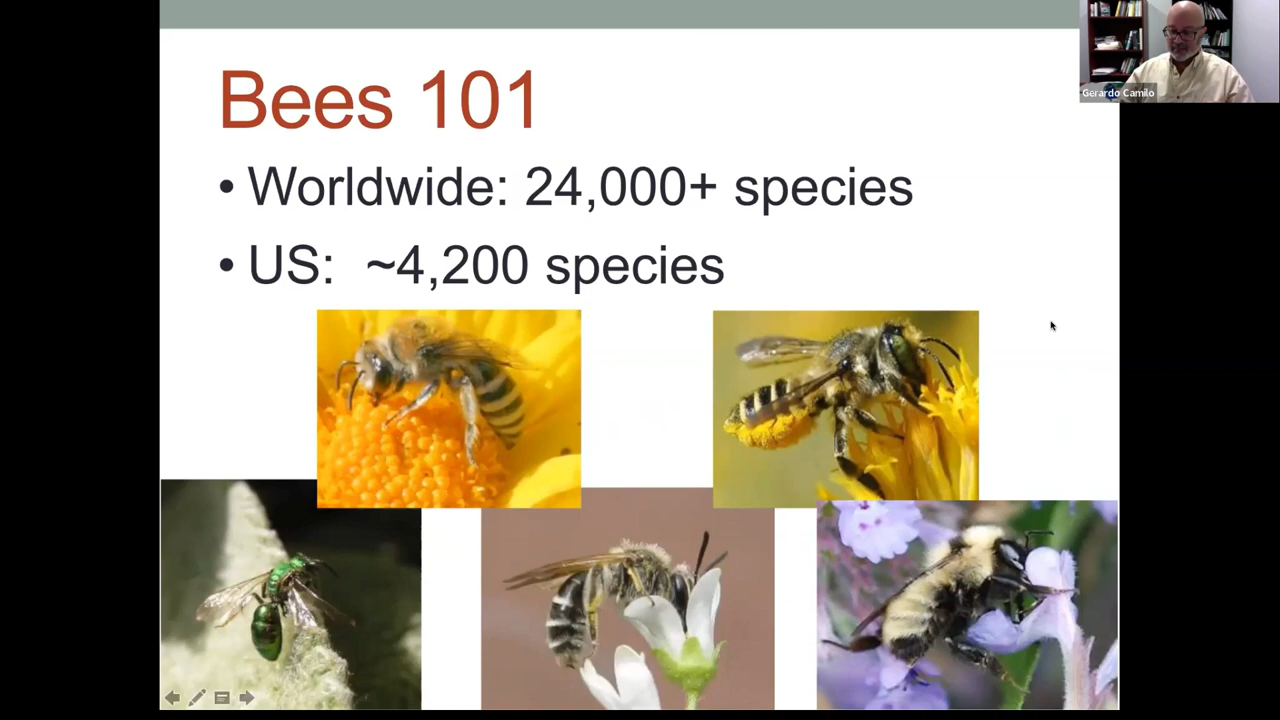 Bees 101
• Worldwide: 24,000+ species
• US: ~4,200 species
Gerardo Camilo